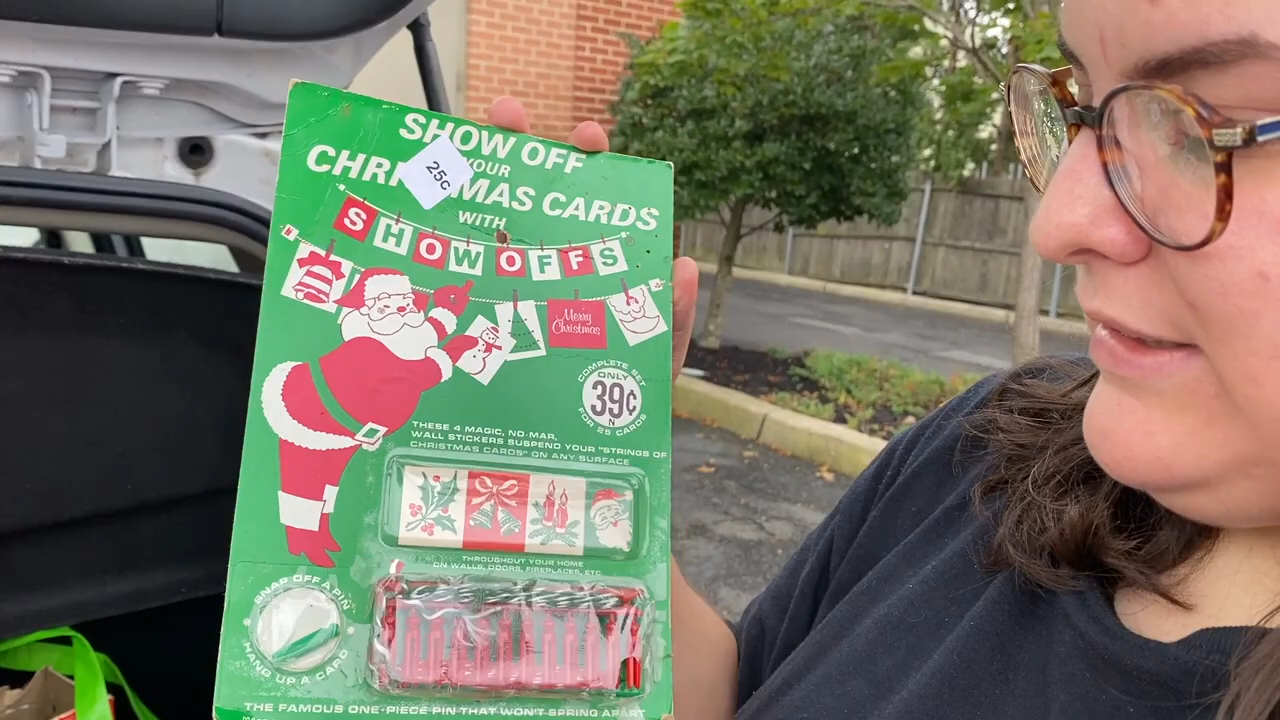 SHOW OFF
YOUR
CHR MAS CARDS
25¢
WITH
SHOW OFFS
Merry
Christmas
COMPLETE SET
ONLY
39¢
N
FOR 25 CARDS
THESE 4 MAGIC, NO-MAR,
WALL STICKERS SUSPEND YOUR "STRINGS OF
CHRISTMAS CARDS" ON ANY SURFACE
THROUGHOUT YOUR HOME
ON WALLS, DOORS, FIREPLACES, ETC.
SNAP OFF A PIN
HANG UP A CARD
THE FAMOUS ONE-PIECE PIN THAT WON'T SPRING APART